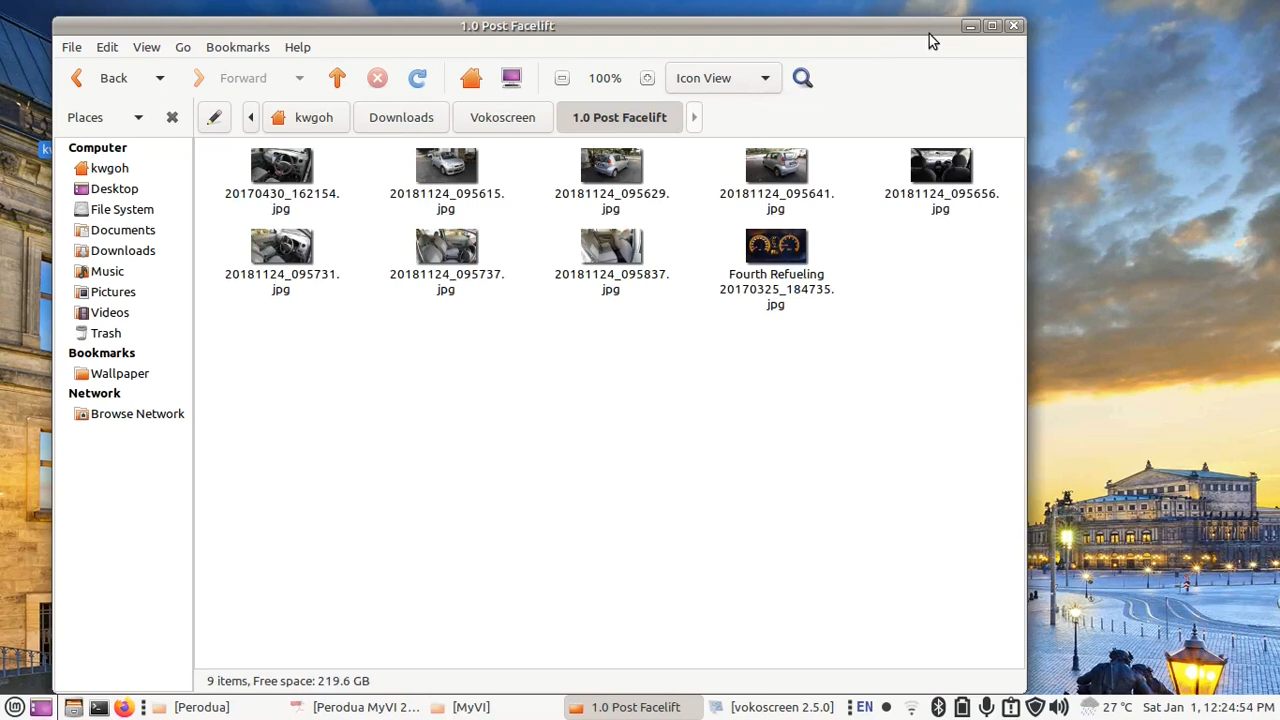 1.0 Post Facelift
File Edit View Go Bookmarks Help
Back Forward 100% Icon View
Places kwgoh Downloads Vokoscreen 1.0 Post Facelift
Computer
kwgoh
Desktop
File System
Documents
Downloads
Music
Pictures
Videos
Trash
Bookmarks
Wallpaper
Network
Browse Network
20170430_162154.
jpg
20181124_095615.
jpg
20181124_095629.
jpg
20181124_095641.
jpg
20181124_095656.
jpg
20181124_095731.
jpg
20181124_095737.
jpg
20181124_095837.
jpg
Fourth Refueling
20170325_184735.
jpg
9 items, Free space: 219.6 GB
[Perodua] [Perodua MyVI 2... [MyVI] 1.0 Post Facelift [vokoscreen 2.5.0] EN 27 °C Sat Jan 1, 12:24:54 PM